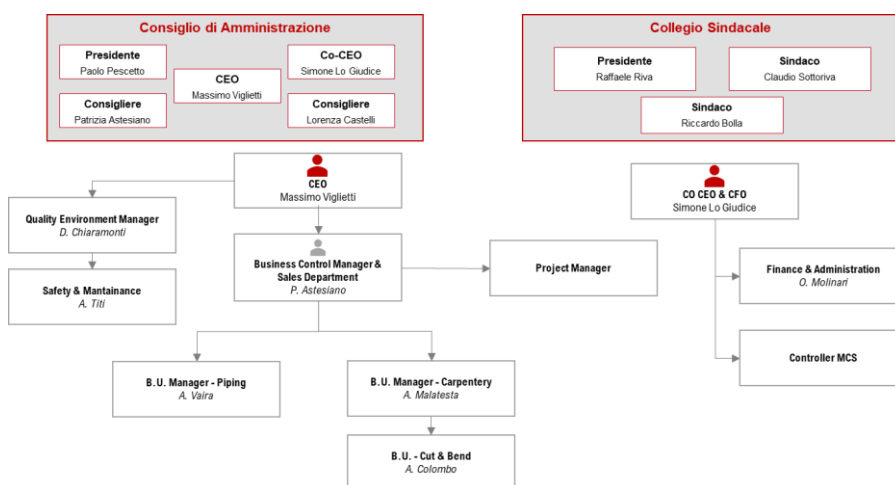 Consiglio di Amministrazione
Presidente
Paolo Pescetto
CEO
Massimo Viglietti
Co-CEO
Simone Lo Giudice
Consigliere
Patrizia Astesiano
Consigliere
Lorenza Castelli
Collegio Sindacale
Presidente
Raffaele Riva
Sindaco
Claudio Sottoriva
Sindaco
Riccardo Bolla
CEO
Massimo Viglietti
CO CEO & CFO
Simone Lo Giudice
Quality Environment Manager
D. Chiaramonti
Safety & Mantainance
A. Titi
Business Control Manager &
Sales Department
P. Astesiano
Project Manager
Finance & Administration
O. Molinari
Controller MCS
B.U. Manager - Piping
A. Vaira
B.U. Manager - Carpentery
A. Malatesta
B.U. - Cut & Bend
A. Colombo